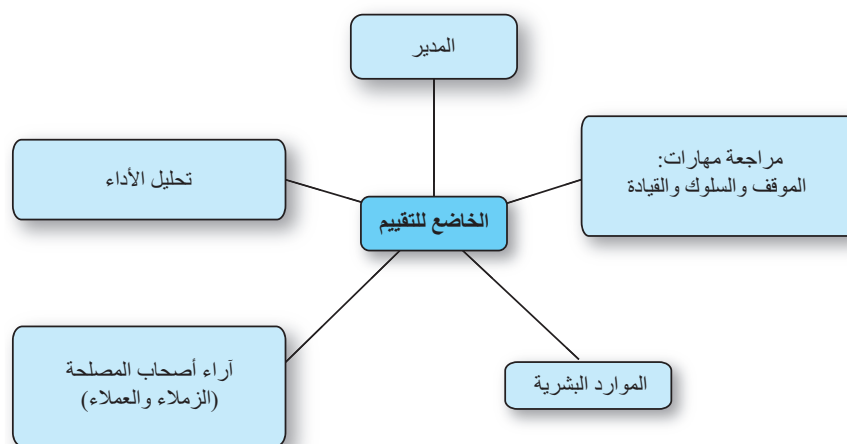 المدير
مراجعة مهارات:
الموقف والسلوك والقيادة
تحليل الأداء
الخاضع للتقييم
آراء أصحاب المصلحة
(الزملاء والعملاء)
الموارد البشرية